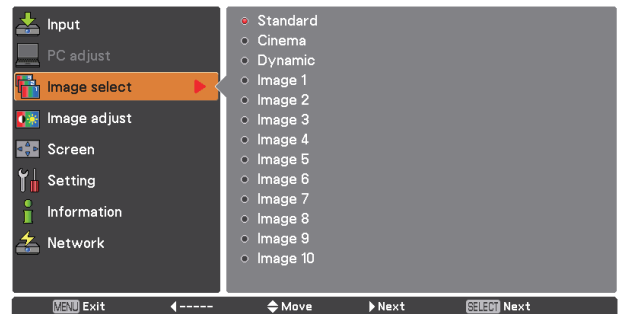 Input
PC adjust
Image select
Image adjust
Screen
Setting
Information
Network
Standard
Cinema
Dynamic
Image 1
Image 2
Image 3
Image 4
Image 5
Image 6
Image 7
Image 8
Image 9
Image 10
MENU Exit ◀----- Move Next SELECT Next